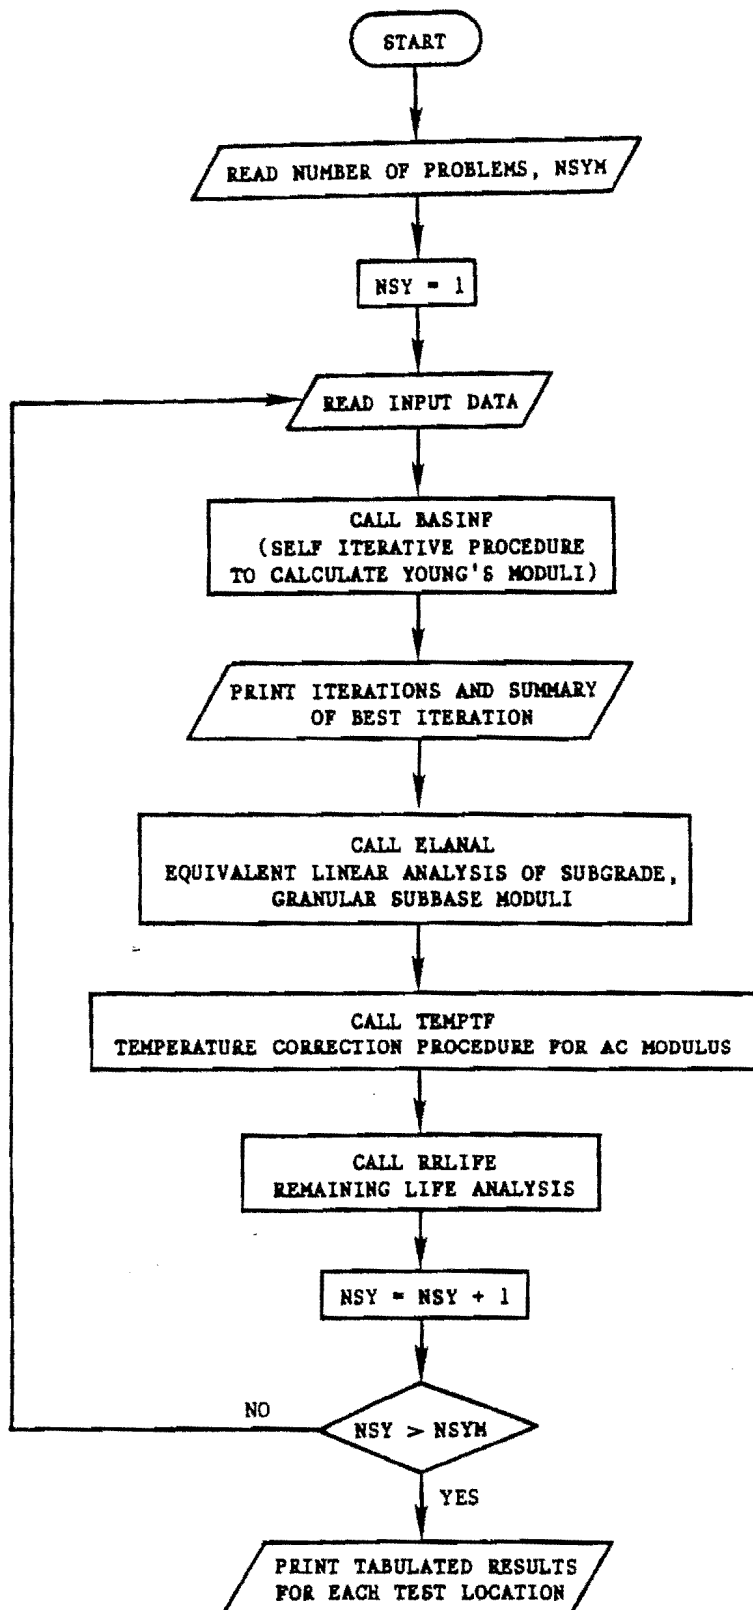 START
READ NUMBER OF PROBLEMS, NSYM
NSY = 1
READ INPUT DATA
CALL BASINF
(SELF ITERATIVE PROCEDURE
TO CALCULATE YOUNG'S MODULI)
PRINT ITERATIONS AND SUMMARY
OF BEST ITERATION
CALL ELANAL
EQUIVALENT LINEAR ANALYSIS OF SUBGRADE,
GRANULAR SUBBASE MODULI
CALL TEMPTF
TEMPERATURE CORRECTION PROCEDURE FOR AC MODULUS
CALL RRLIFE
REMAINING LIFE ANALYSIS
NSY = NSY + 1
NO
NSY > NSYM
YES
PRINT TABULATED RESULTS
FOR EACH TEST LOCATION